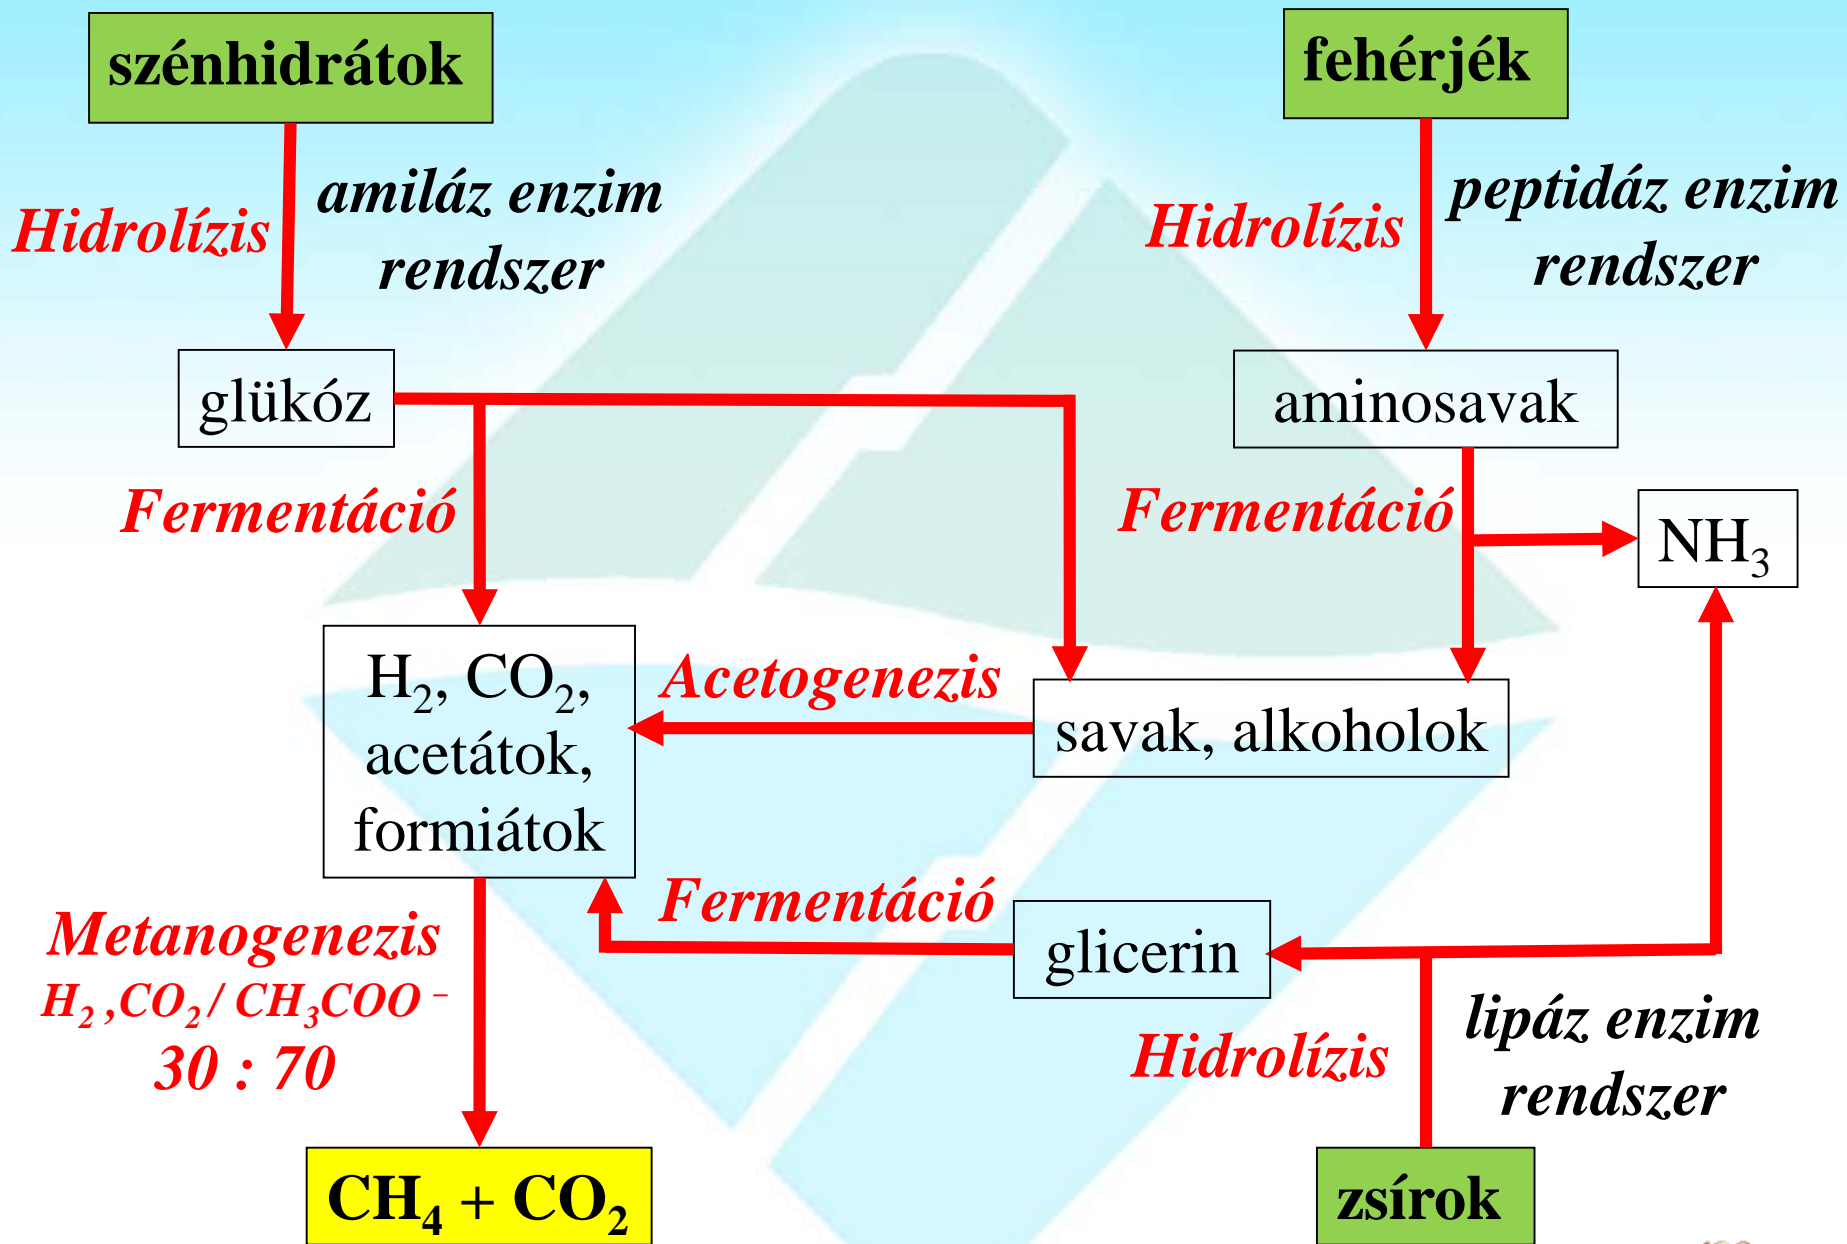 szénhidrátok
fehérjék
Hidrolízis
amiláz enzim
rendszer
Hidrolízis
peptidáz enzim
rendszer
glükóz
aminosavak
Fermentáció
Fermentáció
NH₃
H₂, CO₂,
acetátok,
formiátok
Acetogenezis
savak, alkoholok
Fermentáció
glicerin
Metanogenezis
H₂ ,CO₂ / CH₃COO ⁻
30 : 70
Hidrolízis
lipáz enzim
rendszer
CH₄ + CO₂
zsírok